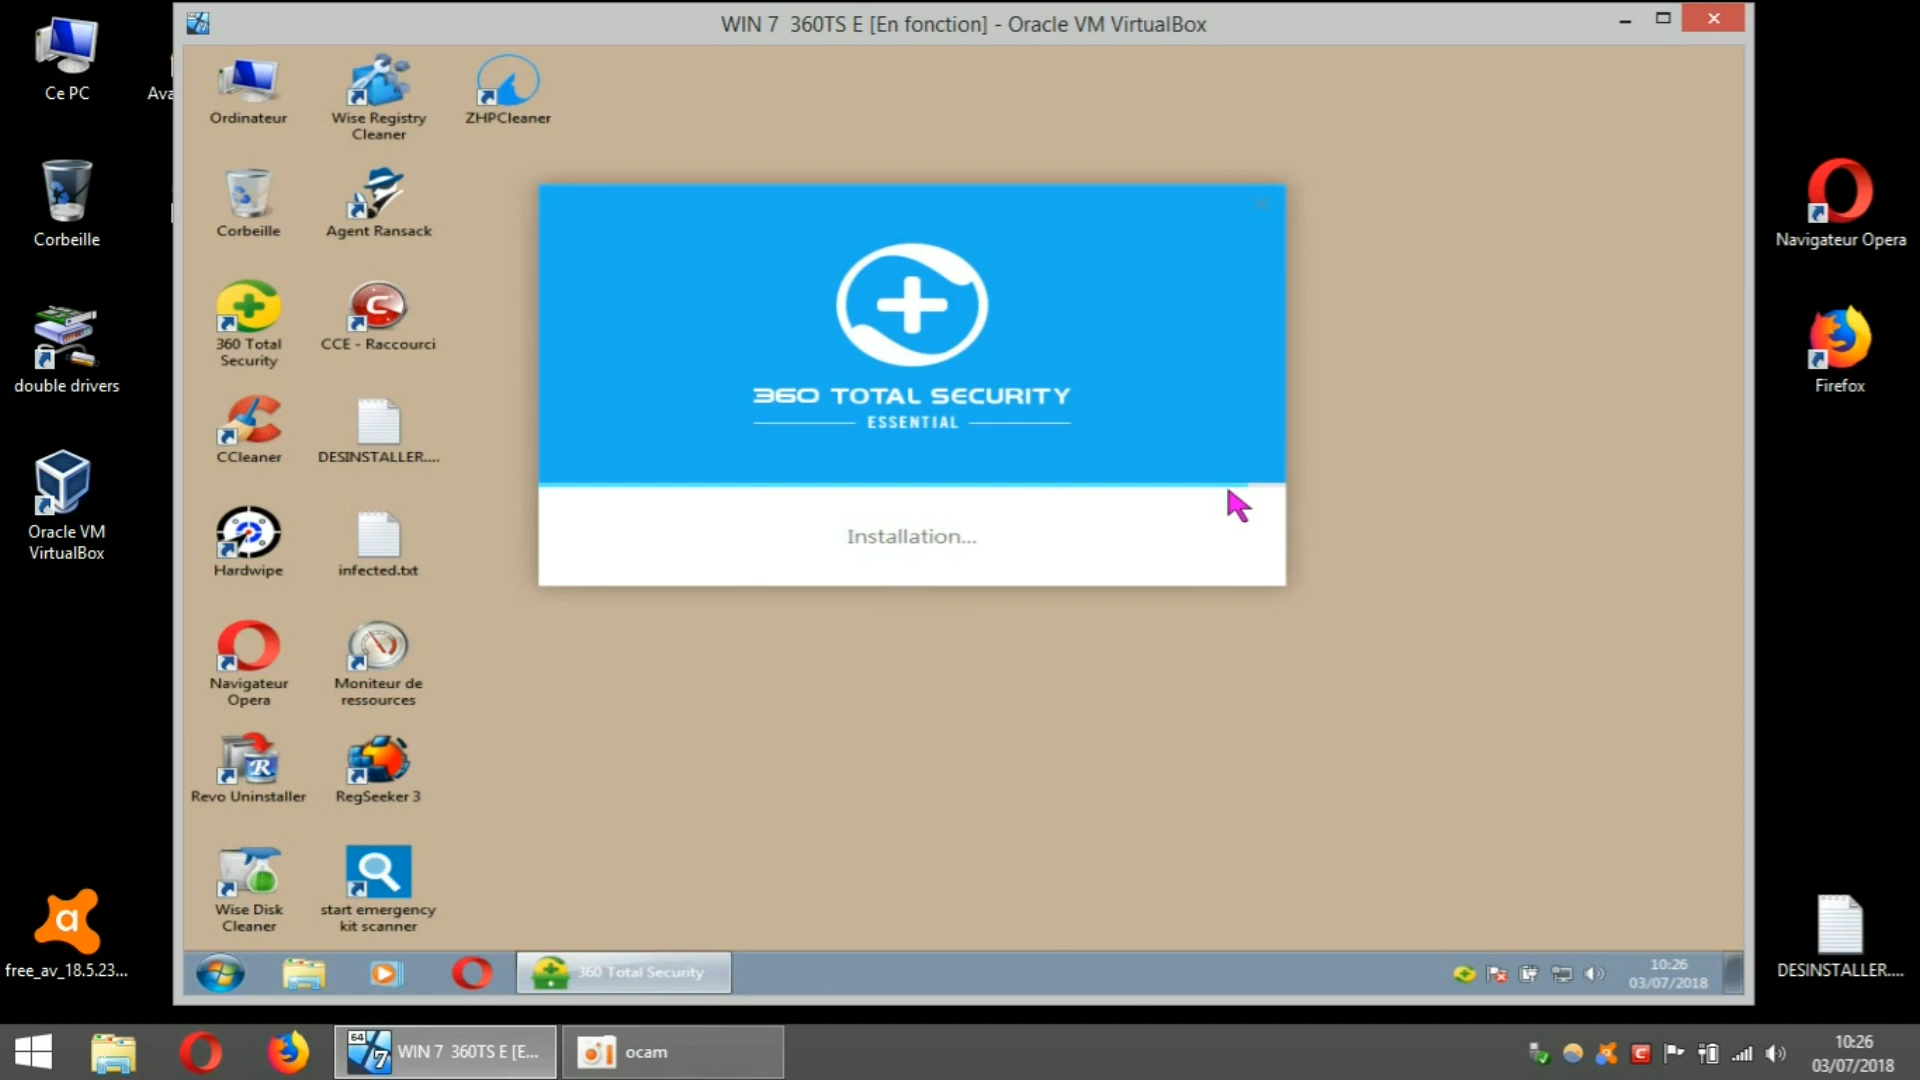 WIN 7 360TS E [En fonction] - Oracle VM VirtualBox
Ce PC
Ava
Corbeille
double drivers
Oracle VM
VirtualBox
free_av_18.5.23...
Ordinateur
Wise Registry
Cleaner
ZHPCleaner
Corbeille
Agent Ransack
360 Total
Security
CCE - Raccourci
CCleaner
DESINSTALLER....
Hardwipe
infected.txt
Navigateur
Opera
Moniteur de
ressources
Revo Uninstaller
RegSeeker 3
Wise Disk
Cleaner
start emergency
kit scanner
360 TOTAL SECURITY
ESSENTIAL
Installation...
360 Total Security
10:26
03/07/2018
Navigateur Opera
Firefox
DESINSTALLER....
64
7
WIN 7 360TS E [E...
ocam
10:26
03/07/2018